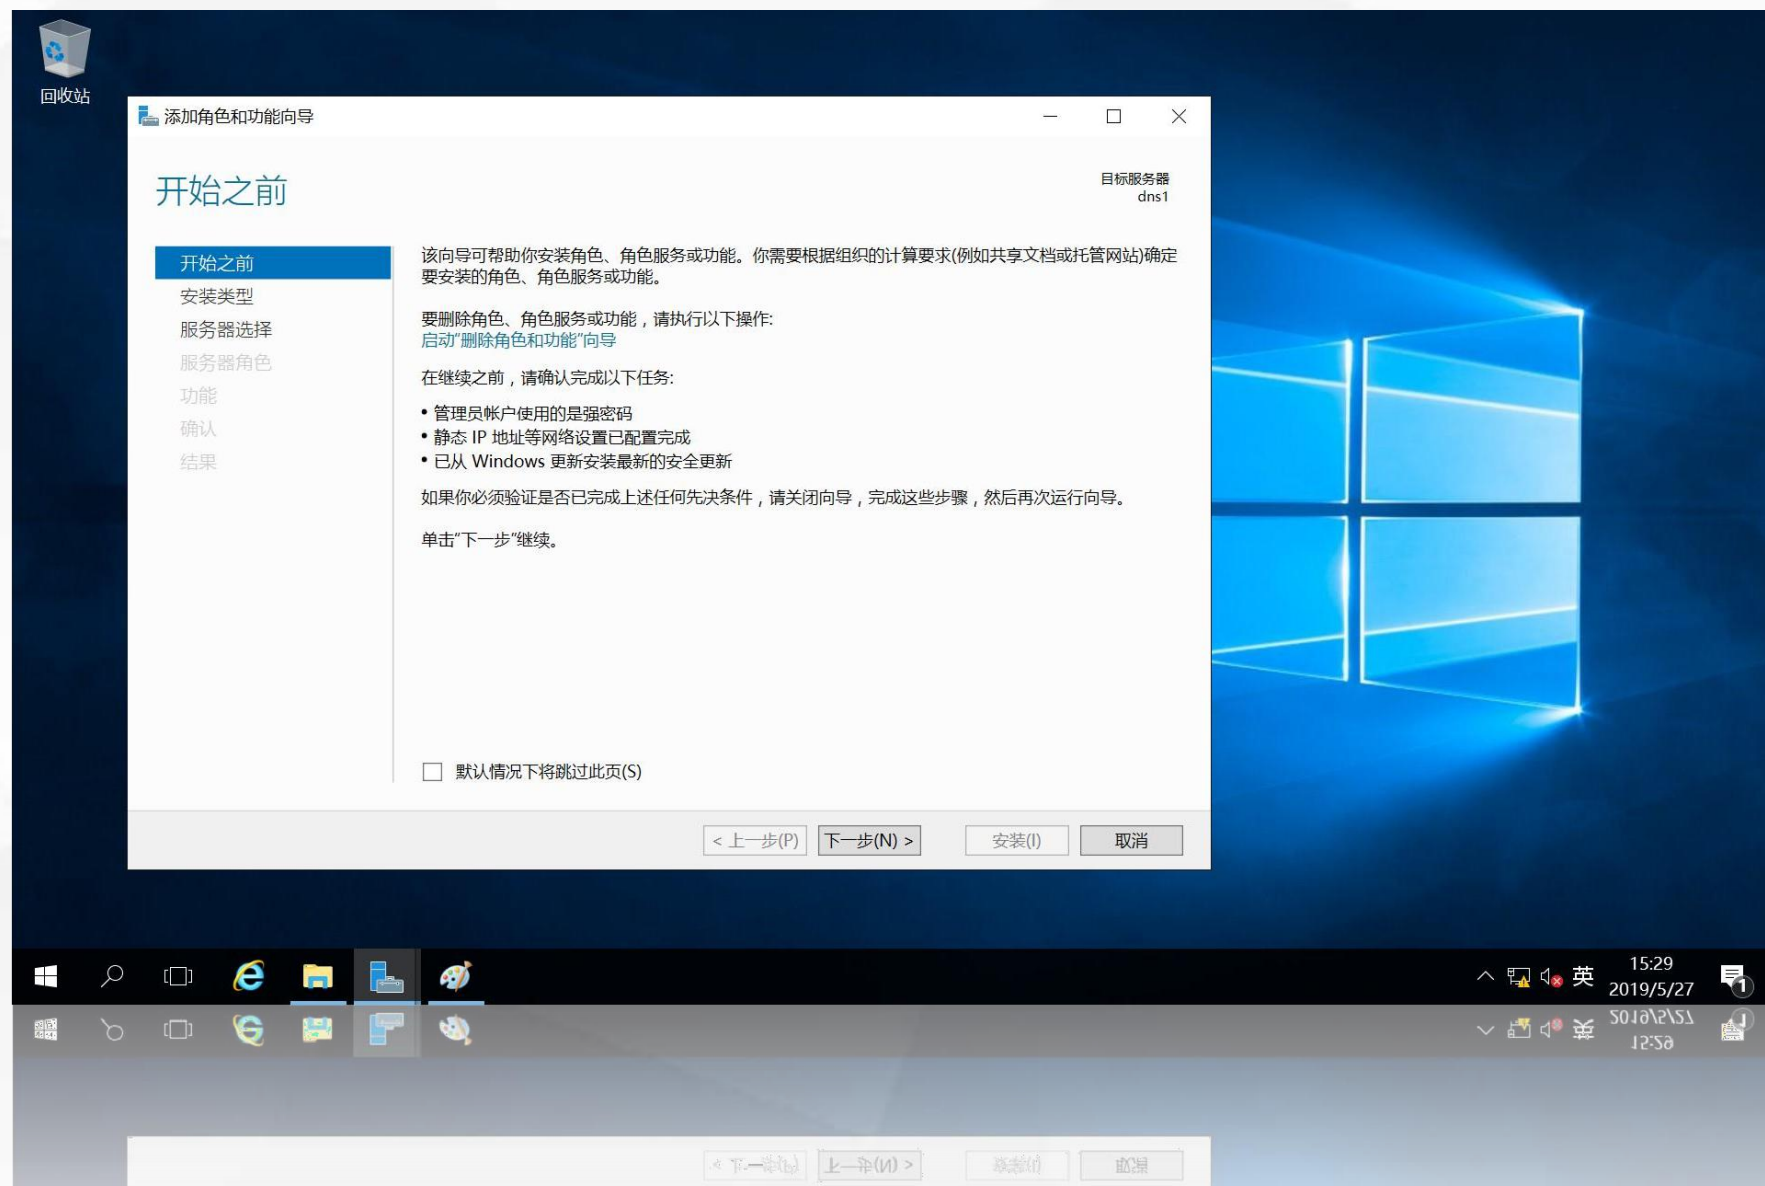 回收站
添加角色和功能向导
开始之前
目标服务器
dns1
开始之前
安装类型
服务器选择
服务器角色
功能
确认
结果
该向导可帮助你安装角色、角色服务或功能。你需要根据组织的计算要求(例如共享文档或托管网站)确定
要安装的角色、角色服务或功能。
要删除角色、角色服务或功能，请执行以下操作:
启动"删除角色和功能"向导
在继续之前，请确认完成以下任务:
• 管理员帐户使用的是强密码
• 静态 IP 地址等网络设置已配置完成
• 已从 Windows 更新安装最新的安全更新
如果你必须验证是否已完成上述任何先决条件，请关闭向导，完成这些步骤，然后再次运行向导。
单击"下一步"继续。
默认情况下将跳过此页(S)
< 上一步(P) 下一步(N) > 安装(I) 取消
英
15:29
2019/5/27
1